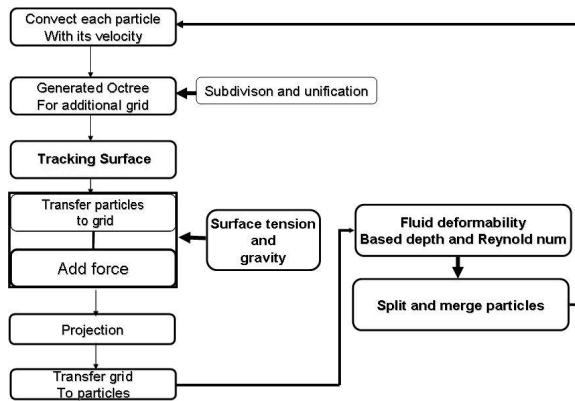 Convect each particle
With its velocity
Generated Octree
For additional grid
Subdivison and unification
Tracking Surface
Transfer particles
to grid
Surface tension
and
gravity
Add force
Fluid deformability
Based depth and Reynold num
Split and merge particles
Projection
Transfer grid
To particles